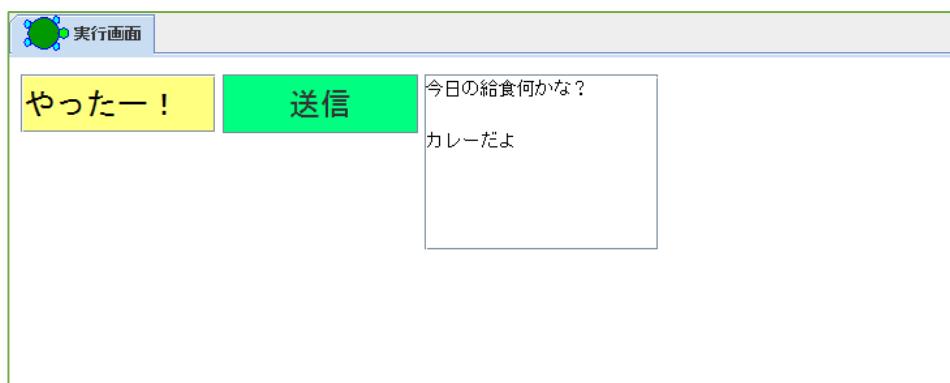 実行画面
やったー！
送信
今日の給食何かな？
カレーだよ